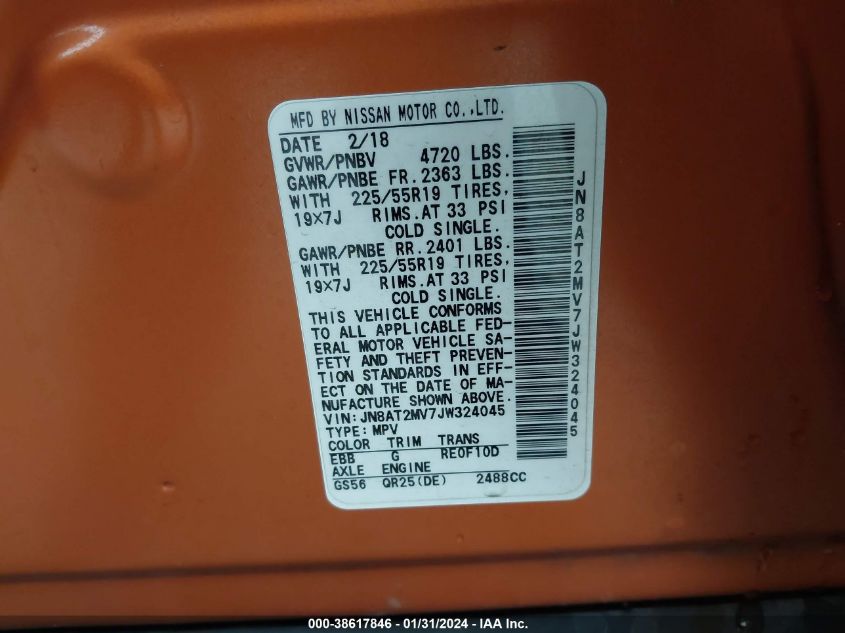 MFD BY NISSAN MOTOR CO.,LTD.
DATE 2/18
GVWR/PNBV 4720 LBS.
GAWR/PNBE FR. 2363 LBS.
WITH 225/55R19 TIRES,
19×7J RIMS. AT 33 PSI
COLD SINGLE.
GAWR/PNBE RR. 2401 LBS.
WITH 225/55R19 TIRES,
19×7J RIMS. AT 33 PSI
COLD SINGLE.
THIS VEHICLE CONFORMS
TO ALL APPLICABLE FED-
ERAL MOTOR VEHICLE SA-
FETY AND THEFT PREVEN-
TION STANDARDS IN EFF-
ECT ON THE DATE OF MA-
NUFACTURE SHOWN ABOVE.
VIN:JN8AT2MV7JW324045
TYPE: MPV
COLOR TRIM TRANS
EBB G RE0F10D
AXLE ENGINE
GS56 QR25(DE) 2488CC
JN8AT2MV7JW324045
000-38617846 - 01/31/2024 - IAA Inc.